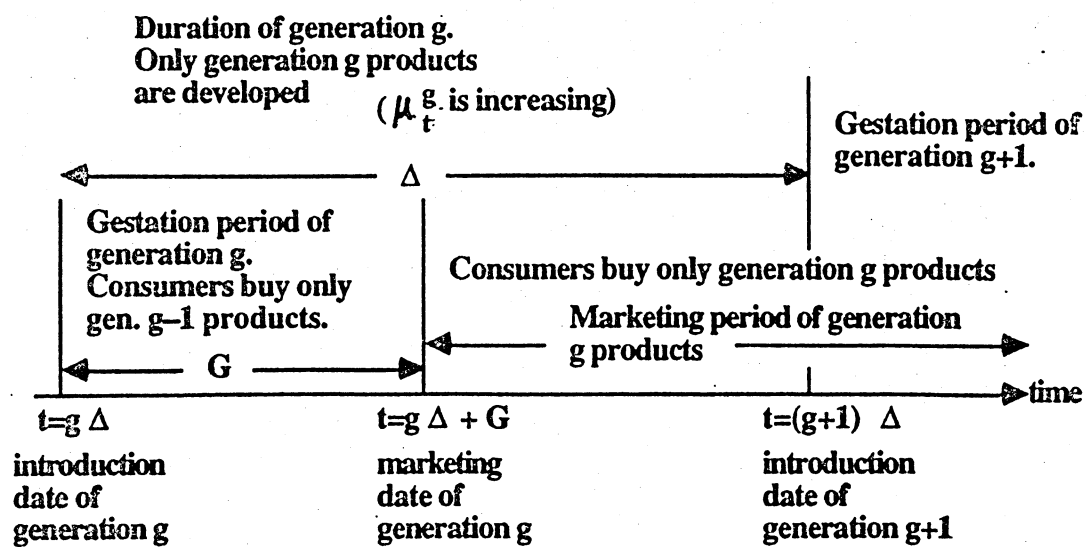 Duration of generation g.
Only generation g products
are developed
(μ_t^g is increasing)
Gestation period of
generation g+1.
Δ
Gestation period of
generation g.
Consumers buy only
gen. g–1 products.
Consumers buy only generation g products
Marketing period of generation
g products
G
time
t=g Δ
t=g Δ + G
t=(g+1) Δ
introduction
date of
generation g
marketing
date of
generation g
introduction
date of
generation g+1